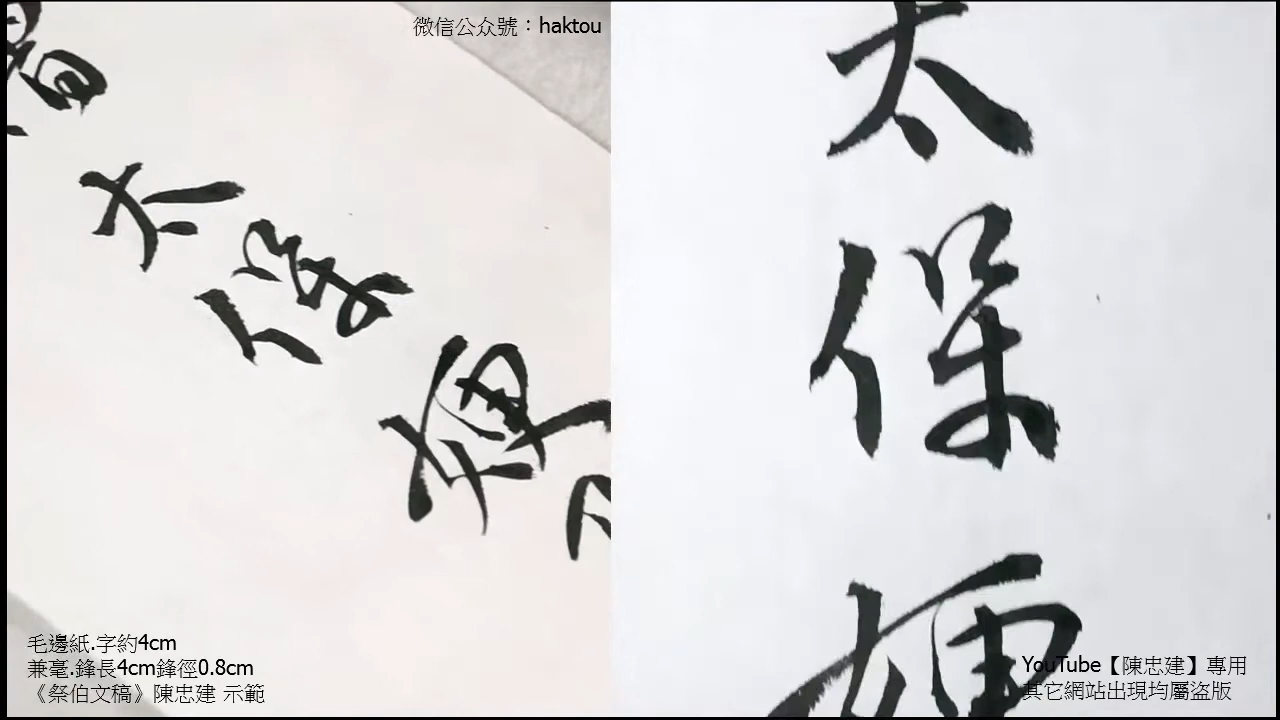 微信公众號：haktou
太
保
太
保
毛邊紙.字約4cm
兼毫.鋒長4cm鋒徑0.8cm
《祭伯文稿》陳忠建 示範
YouTube【陳忠建】專用
其它網站出現均屬盜版